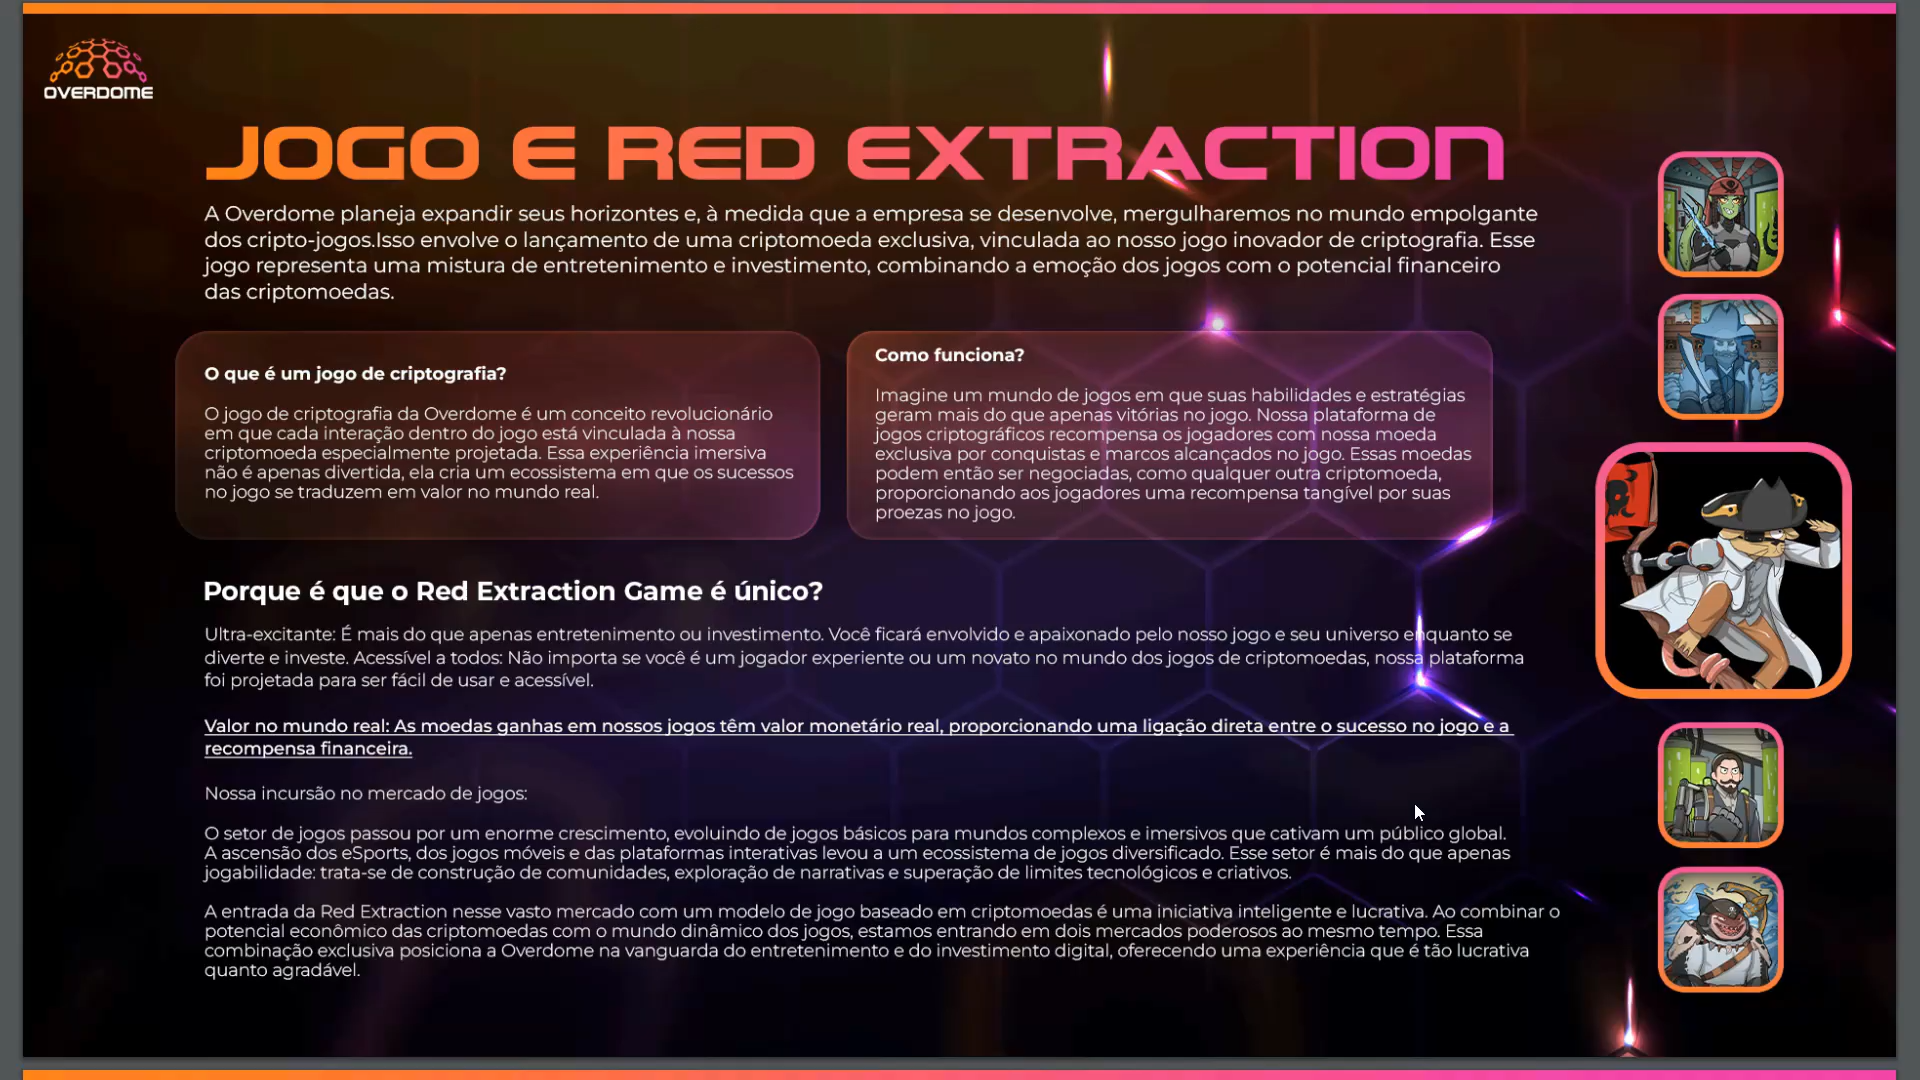 OVERDOME
JOGO E RED EXTRACTION
A Overdome planeja expandir seus horizontes e, à medida que a empresa se desenvolve, mergulharemos no mundo empolgante
dos cripto-jogos.Isso envolve o lançamento de uma criptomoeda exclusiva, vinculada ao nosso jogo inovador de criptografia. Esse
jogo representa uma mistura de entretenimento e investimento, combinando a emoção dos jogos com o potencial financeiro
das criptomoedas.
O que é um jogo de criptografia?
O jogo de criptografia da Overdome é um conceito revolucionário
em que cada interação dentro do jogo está vinculada à nossa
criptomoeda especialmente projetada. Essa experiência imersiva
não é apenas divertida, ela cria um ecossistema em que os sucessos
no jogo se traduzem em valor no mundo real.
Como funciona?
Imagine um mundo de jogos em que suas habilidades e estratégias
geram mais do que apenas vitórias no jogo. Nossa plataforma de
jogos criptográficos recompensa os jogadores com nossa moeda
exclusiva por conquistas e marcos alcançados no jogo. Essas moedas
podem então ser negociadas, como qualquer outra criptomoeda,
proporcionando aos jogadores uma recompensa tangível por suas
proezas no jogo.
Porque é que o Red Extraction Game é único?
Ultra-excitante: É mais do que apenas entretenimento ou investimento. Você ficará envolvido e apaixonado pelo nosso jogo e seu universo enquanto se
diverte e investe. Acessível a todos: Não importa se você é um jogador experiente ou um novato no mundo dos jogos de criptomoedas, nossa plataforma
foi projetada para ser fácil de usar e acessível.
Valor no mundo real: As moedas ganhas em nossos jogos têm valor monetário real, proporcionando uma ligação direta entre o sucesso no jogo e a
recompensa financeira.
Nossa incursão no mercado de jogos:
O setor de jogos passou por um enorme crescimento, evoluindo de jogos básicos para mundos complexos e imersivos que cativam um público global.
A ascensão dos eSports, dos jogos móveis e das plataformas interativas levou a um ecossistema de jogos diversificado. Esse setor é mais do que apenas
jogabilidade: trata-se de construção de comunidades, exploração de narrativas e superação de limites tecnológicos e criativos.
A entrada da Red Extraction nesse vasto mercado com um modelo de jogo baseado em criptomoedas é uma iniciativa inteligente e lucrativa. Ao combinar o
potencial econômico das criptomoedas com o mundo dinâmico dos jogos, estamos entrando em dois mercados poderosos ao mesmo tempo. Essa
combinação exclusiva posiciona a Overdome na vanguarda do entretenimento e do investimento digital, oferecendo uma experiência que é tão lucrativa
quanto agradável.